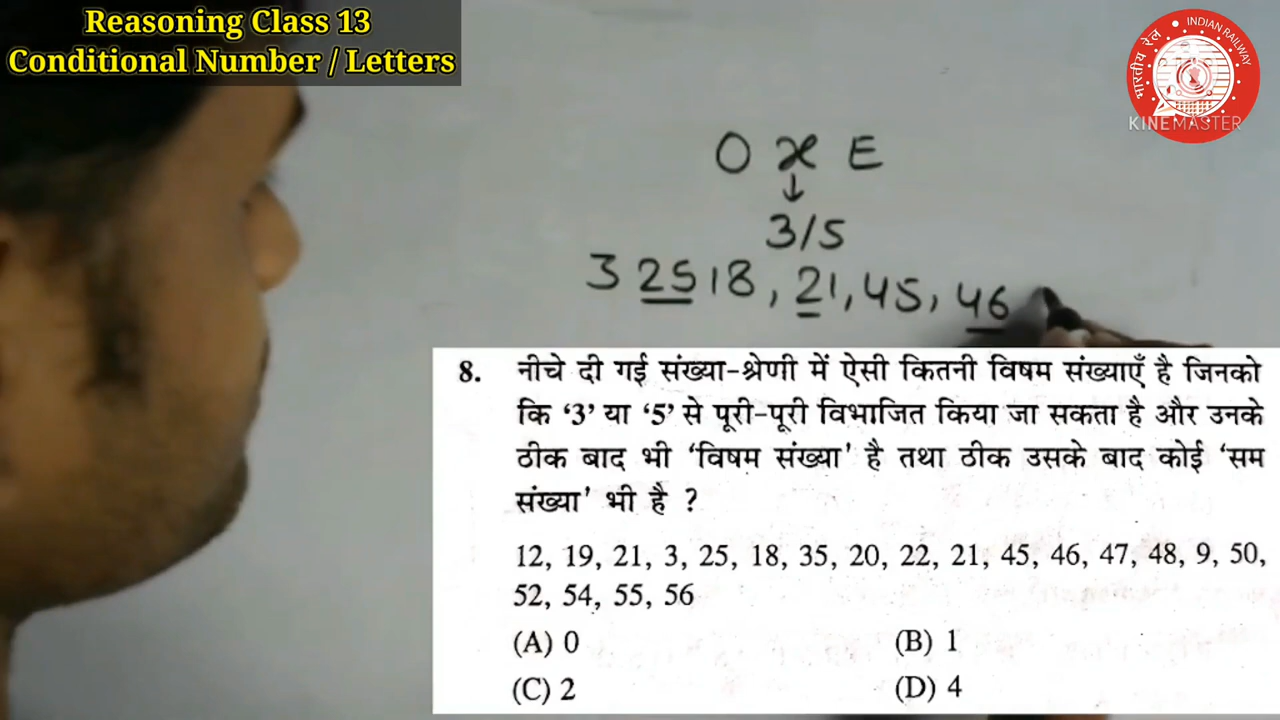 Reasoning Class 13
Conditional Number / Letters
भारतीय रेल INDIAN RAILWAY
KINEMASTER
O x E
↓
3/5
3 25 18, 21, 45, 46
8. नीचे दी गई संख्या-श्रेणी में ऐसी कितनी विषम संख्याएँ है जिनको
कि ‘3’ या ‘5’ से पूरी-पूरी विभाजित किया जा सकता है और उनके
ठीक बाद भी ‘विषम संख्या’ है तथा ठीक उसके बाद कोई ‘सम
संख्या’ भी है ?
12, 19, 21, 3, 25, 18, 35, 20, 22, 21, 45, 46, 47, 48, 9, 50,
52, 54, 55, 56
(A) 0 (B) 1
(C) 2 (D) 4